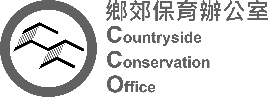 鄉郊保育辦公室
Countryside
Conservation
Office